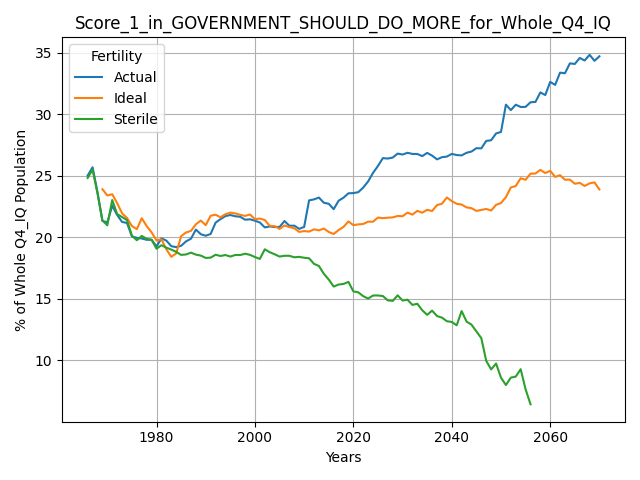 Score_1_in_GOVERNMENT_SHOULD_DO_MORE_for_Whole_Q4_IQ
Fertility
Actual
Ideal
Sterile
35
30
25
20
15
10
% of Whole Q4_IQ Population
1980 2000 2020 2040 2060
Years